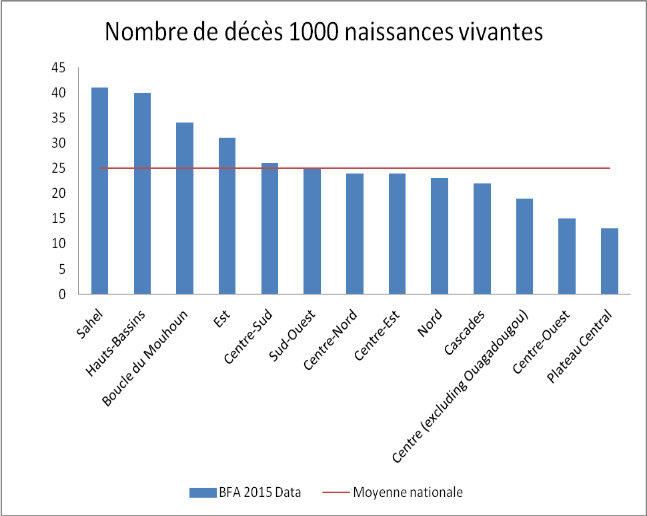 Nombre de décès 1000 naissances vivantes
45
40
35
30
25
20
15
10
5
0
Sahel
Hauts-Bassins
Boucle du Mouhoun
Est
Centre-Sud
Sud-Ouest
Centre-Nord
Centre-Est
Nord
Cascades
Centre (excluding Ouagadougou)
Centre-Ouest
Plateau Central
BFA 2015 Data
Moyenne nationale